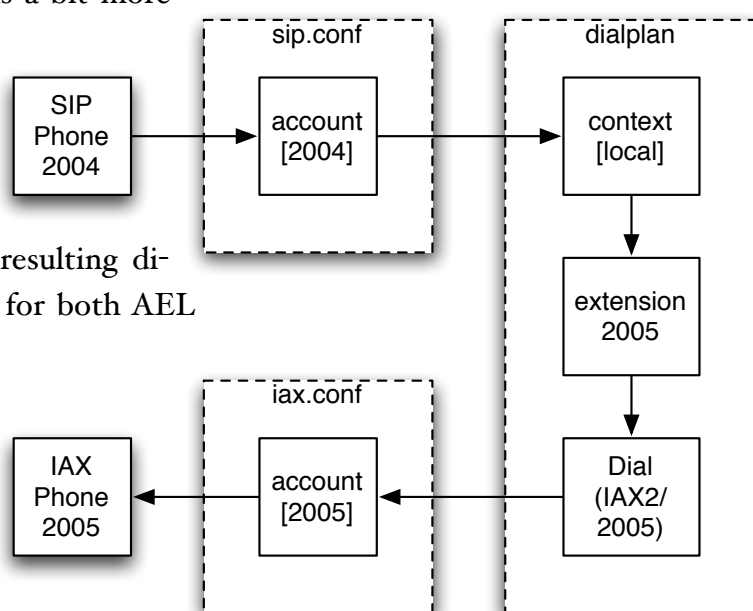 s a bit more
sip.conf
dialplan
SIP
Phone
2004
account
[2004]
context
[local]
resulting di-
for both AEL
extension
2005
iax.conf
IAX
Phone
2005
account
[2005]
Dial
(IAX2/
2005)